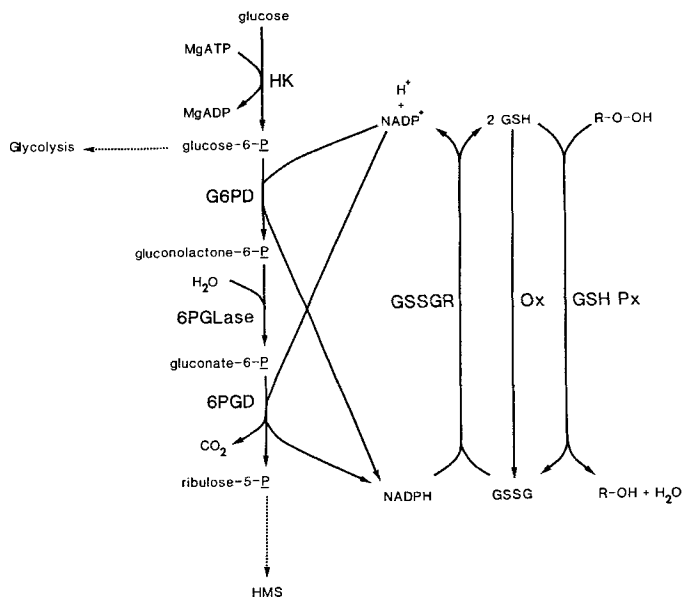 glucose
MgATP
HK
H+
+
MgADP
NADP+
2 GSH
R-O-OH
Glycolysis
glucose-6-P
G6PD
gluconolactone-6-P
H2O
GSSGR
Ox
GSH Px
6PGLase
gluconate-6-P
6PGD
CO2
ribulose-5-P
NADPH
GSSG
R-OH + H2O
HMS